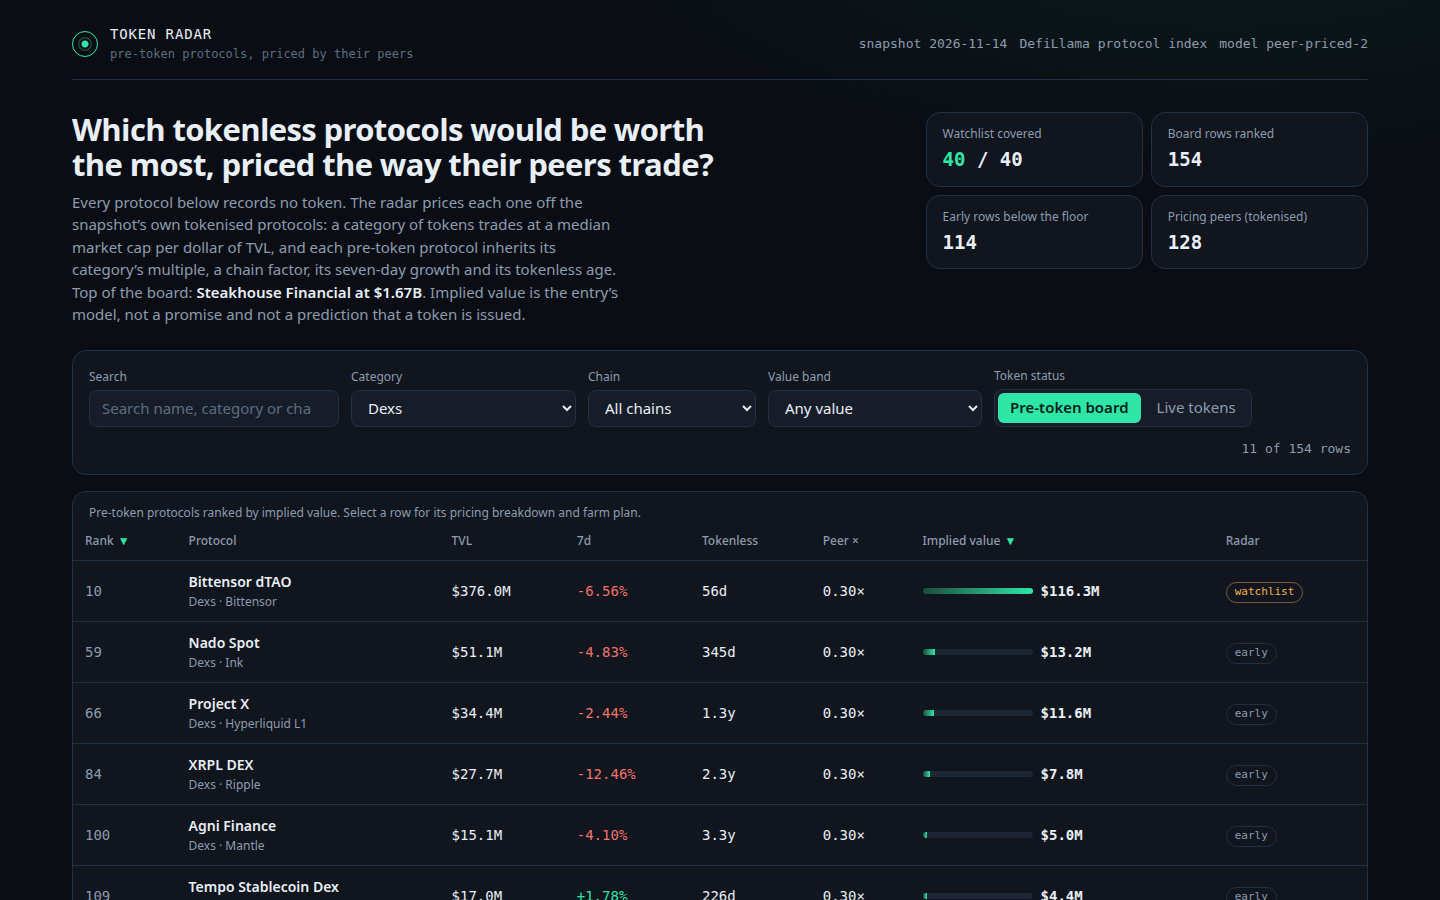 TOKEN RADAR
pre-token protocols, priced by their peers
snapshot 2026-11-14 DefiLlama protocol index model peer-priced-2
Which tokenless protocols would be worth
the most, priced the way their peers trade?
Every protocol below records no token. The radar prices each one off the
snapshot’s own tokenised protocols: a category of tokens trades at a median
market cap per dollar of TVL, and each pre-token protocol inherits its
category’s multiple, a chain factor, its seven-day growth and its tokenless age.
Top of the board: Steakhouse Financial at $1.67B. Implied value is the entry’s
model, not a promise and not a prediction that a token is issued.
Watchlist covered
40 / 40
Board rows ranked
154
Early rows below the floor
114
Pricing peers (tokenised)
128
Search
Category
Chain
Value band
Token status
Search name, category or cha
Dexs
All chains
Any value
Pre-token board
Live tokens
11 of 154 rows
Pre-token protocols ranked by implied value. Select a row for its pricing breakdown and farm plan.
Rank ▼ Protocol TVL 7d Tokenless Peer × Implied value ▼ Radar
10 Bittensor dTAO $376.0M -6.56% 56d 0.30× $116.3M watchlist
Dexs · Bittensor
59 Nado Spot $51.1M -4.83% 345d 0.30× $13.2M early
Dexs · Ink
66 Project X $34.4M -2.44% 1.3y 0.30× $11.6M early
Dexs · Hyperliquid L1
84 XRPL DEX $27.7M -12.46% 2.3y 0.30× $7.8M early
Dexs · Ripple
100 Agni Finance $15.1M -4.10% 3.3y 0.30× $5.0M early
Dexs · Mantle
109 Tempo Stablecoin Dex $17.0M +1.78% 226d 0.30× $4.4M early